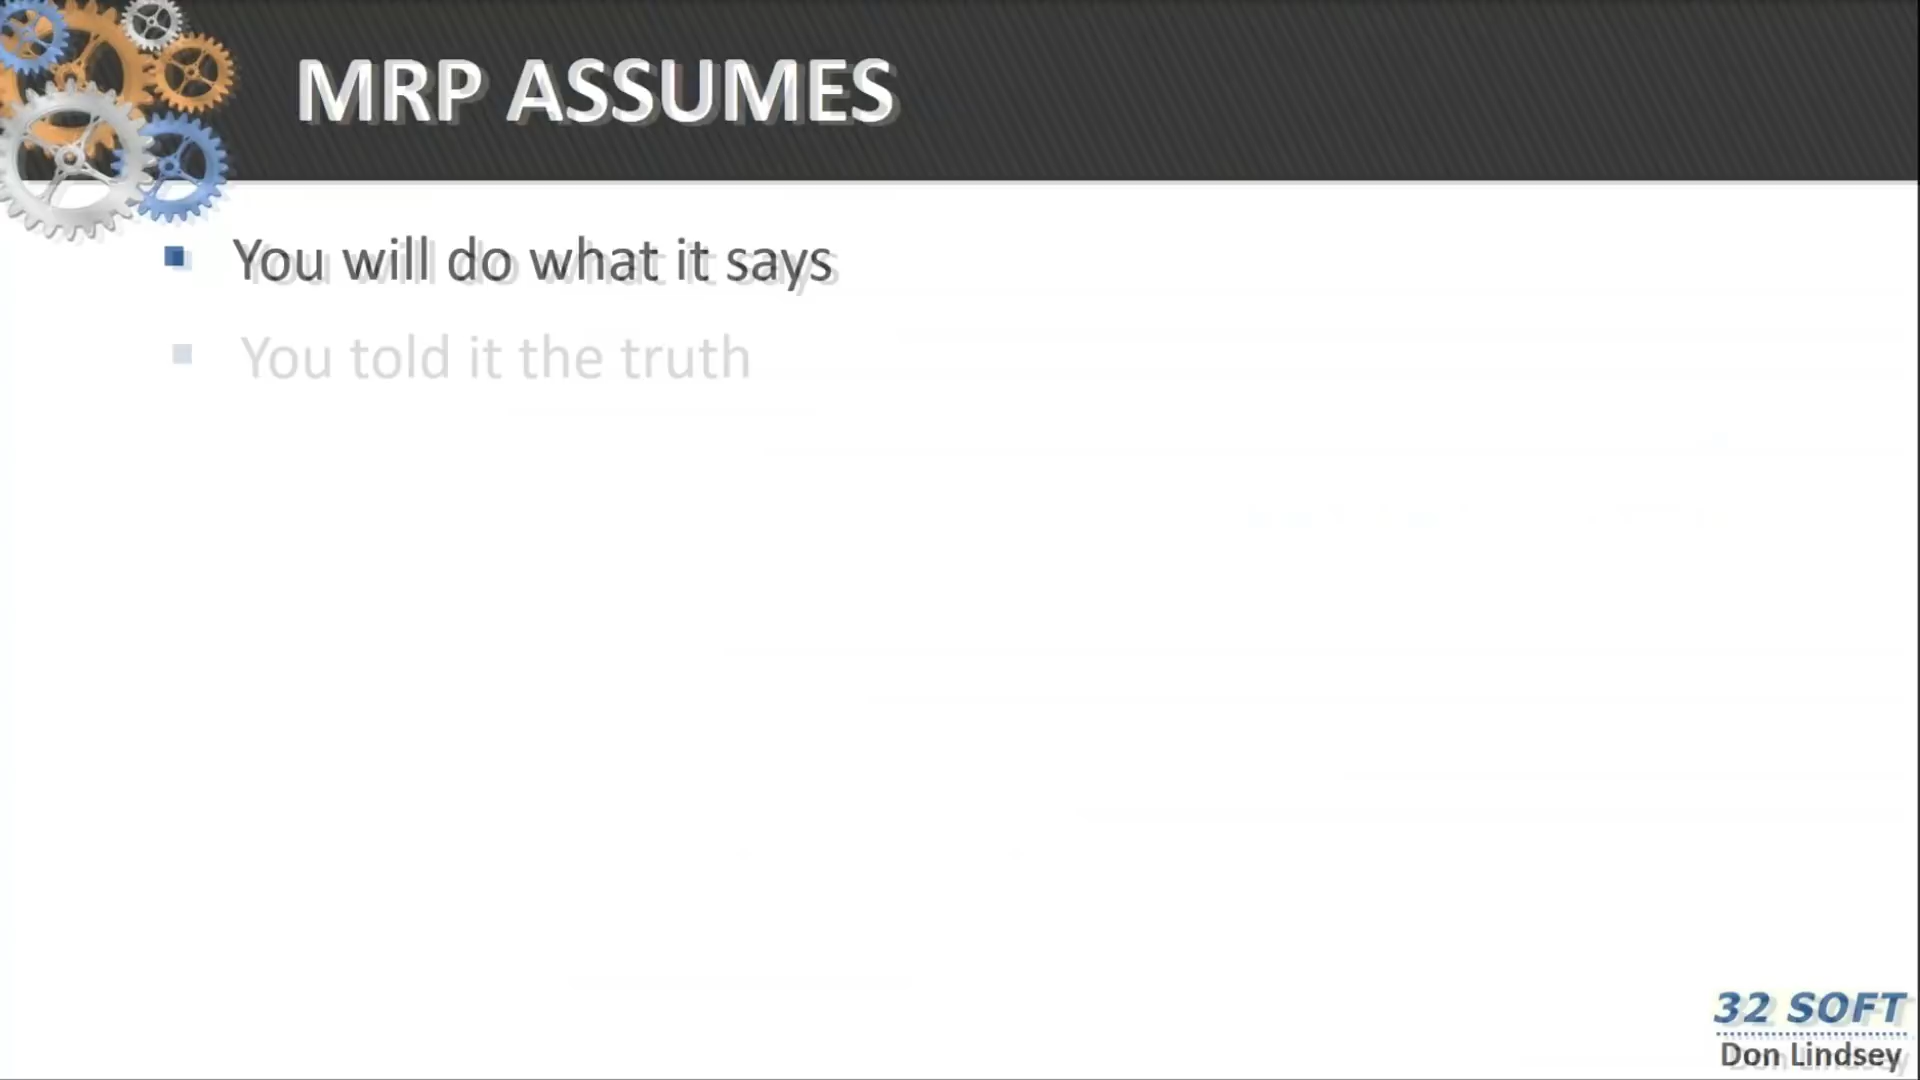 MRP ASSUMES
You will do what it says
You told it the truth
32 SOFT
Don Lindsey